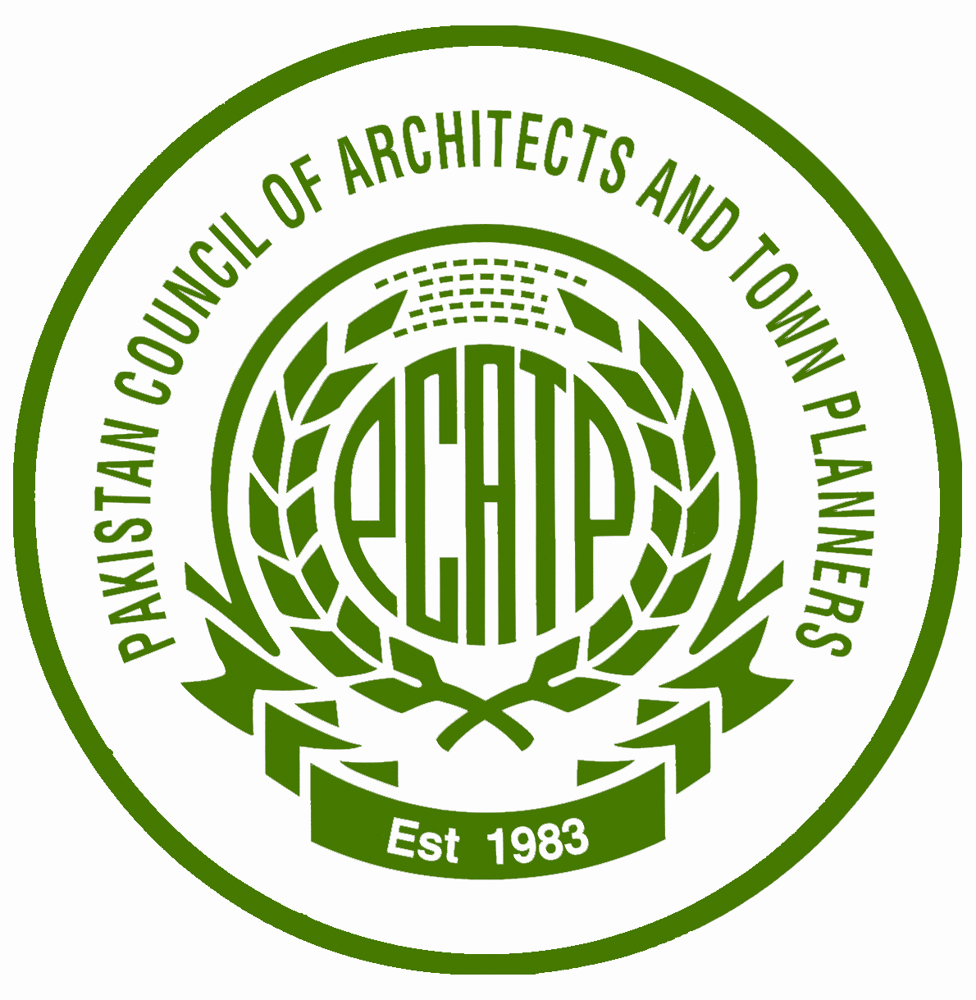 PAKISTAN COUNCIL OF ARCHITECTS AND TOWN PLANNERS
PCATP
Est 1983